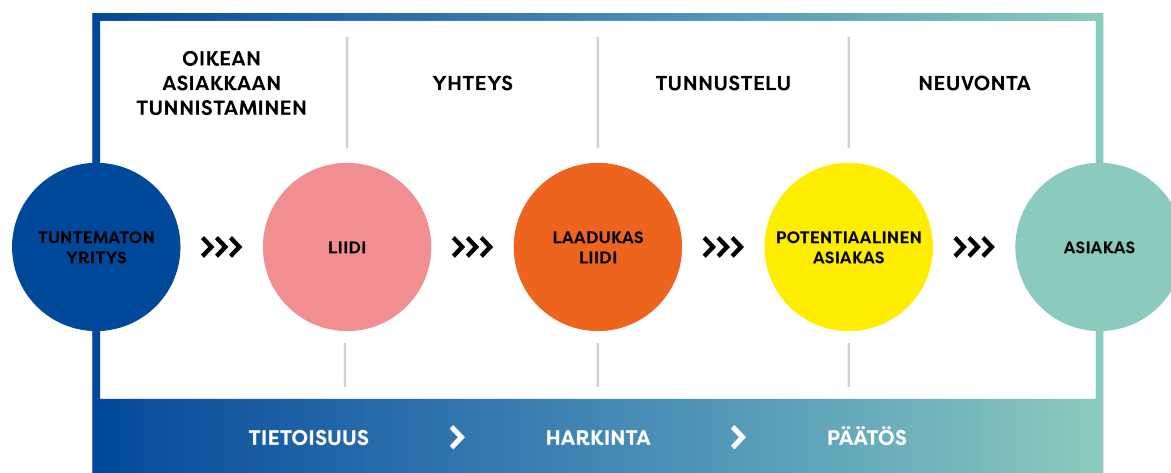 OIKEAN
ASIAKKAAN
TUNNISTAMINEN
YHTEYS
TUNNUSTELU
NEUVONTA
TUNTEMATON
YRITYS
LIIDI
LAADUKAS
LIIDI
POTENTIAALINEN
ASIAKAS
ASIAKAS
TIETOISUUS
HARKINTA
PÄÄTÖS